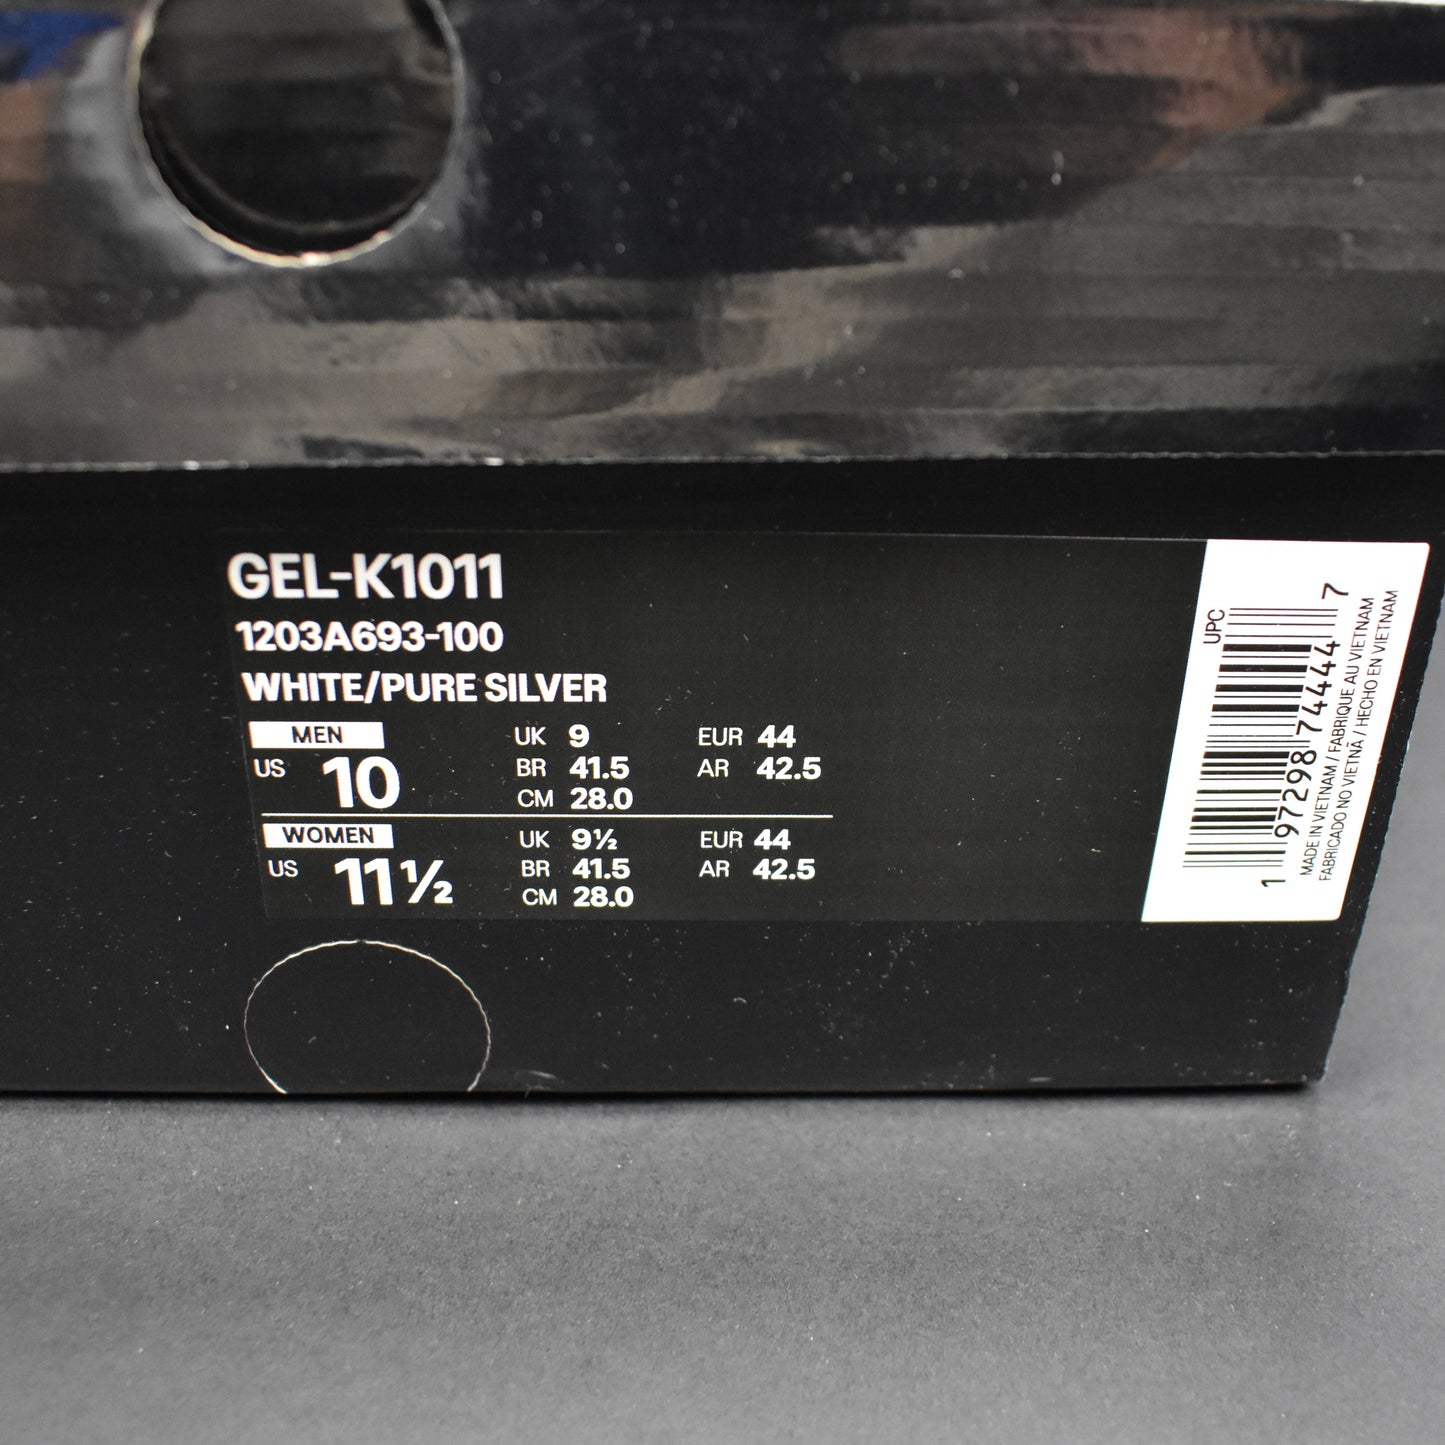 GEL-K1011
1203A693-100
WHITE/PURE SILVER
MEN
US 10
UK 9
BR 41.5
CM 28.0
EUR 44
AR 42.5
WOMEN
US 11½
UK 9½
BR 41.5
CM 28.0
EUR 44
AR 42.5
UPC
1 97298 74444 7
MADE IN VIETNAM / FABRIQUE AU VIETNAM
FABRICADO NO VIETNÃ / HECHO EN VIETNAM